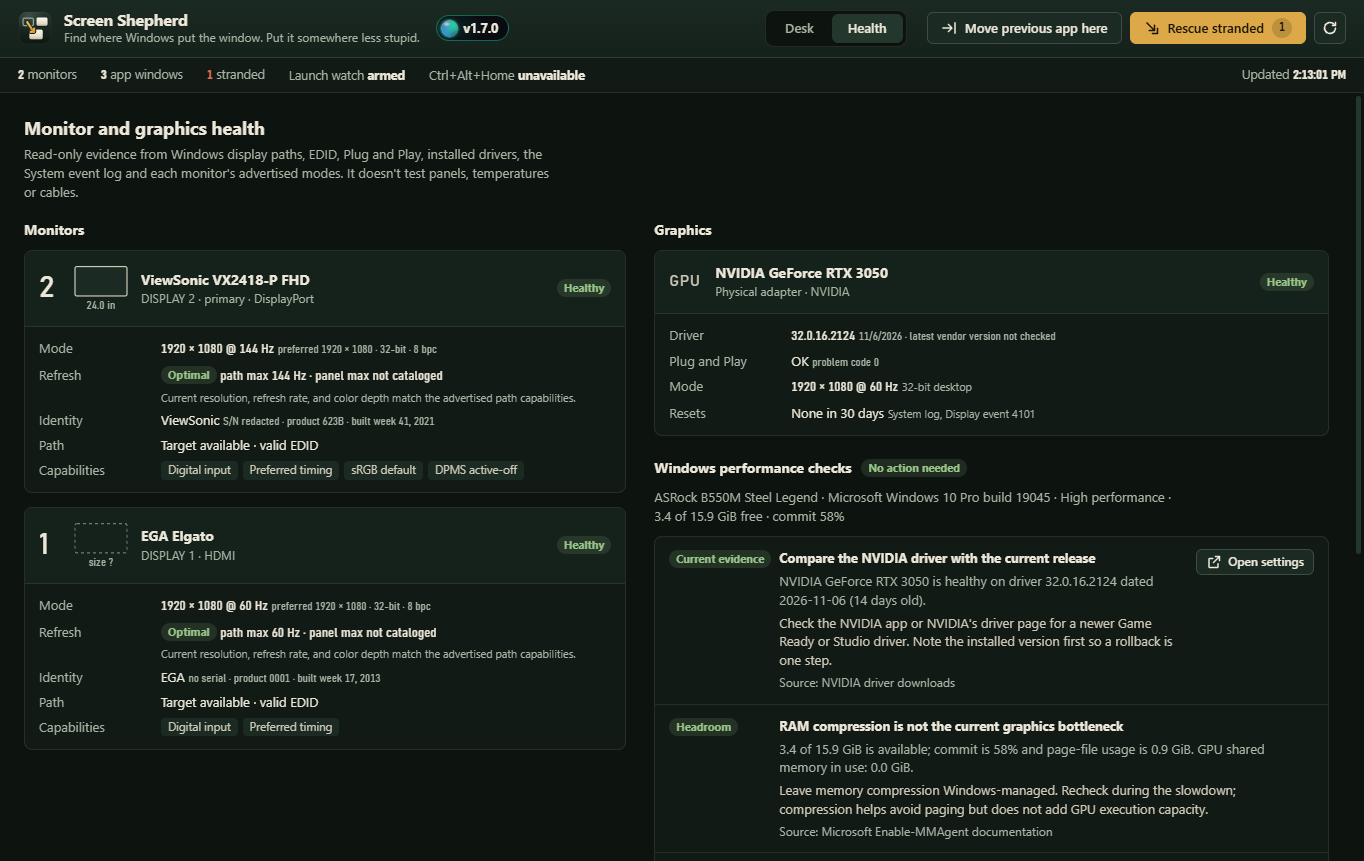 Screen Shepherd
Find where Windows put the window. Put it somewhere less stupid.
v1.7.0
Desk
Health
Move previous app here
Rescue stranded 1
2 monitors
3 app windows
1 stranded
Launch watch armed
Ctrl+Alt+Home unavailable
Updated 2:13:01 PM
Monitor and graphics health
Read-only evidence from Windows display paths, EDID, Plug and Play, installed drivers, the
System event log and each monitor's advertised modes. It doesn't test panels, temperatures
or cables.
Monitors
2
24.0 in
ViewSonic VX2418-P FHD
DISPLAY 2 · primary · DisplayPort
Healthy
Mode 1920 × 1080 @ 144 Hz preferred 1920 × 1080 · 32-bit · 8 bpc
Refresh Optimal path max 144 Hz · panel max not cataloged
Current resolution, refresh rate, and color depth match the advertised path capabilities.
Identity ViewSonic S/N redacted · product 623B · built week 41, 2021
Path Target available · valid EDID
Capabilities Digital input Preferred timing sRGB default DPMS active-off
1
size ?
EGA Elgato
DISPLAY 1 · HDMI
Healthy
Mode 1920 × 1080 @ 60 Hz preferred 1920 × 1080 · 32-bit · 8 bpc
Refresh Optimal path max 60 Hz · panel max not cataloged
Current resolution, refresh rate, and color depth match the advertised path capabilities.
Identity EGA no serial · product 0001 · built week 17, 2013
Path Target available · valid EDID
Capabilities Digital input Preferred timing
Graphics
GPU
NVIDIA GeForce RTX 3050
Physical adapter · NVIDIA
Healthy
Driver 32.0.16.2124 11/6/2026 · latest vendor version not checked
Plug and Play OK problem code 0
Mode 1920 × 1080 @ 60 Hz 32-bit desktop
Resets None in 30 days System log, Display event 4101
Windows performance checks No action needed
ASRock B550M Steel Legend · Microsoft Windows 10 Pro build 19045 · High performance ·
3.4 of 15.9 GiB free · commit 58%
Current evidence
Compare the NVIDIA driver with the current release
Open settings
NVIDIA GeForce RTX 3050 is healthy on driver 32.0.16.2124 dated
2026-11-06 (14 days old).
Check the NVIDIA app or NVIDIA's driver page for a newer Game
Ready or Studio driver. Note the installed version first so a rollback is
one step.
Source: NVIDIA driver downloads
Headroom
RAM compression is not the current graphics bottleneck
3.4 of 15.9 GiB is available; commit is 58% and page-file usage is 0.9 GiB. GPU shared
memory in use: 0.0 GiB.
Leave memory compression Windows-managed. Recheck during the slowdown;
compression helps avoid paging but does not add GPU execution capacity.
Source: Microsoft Enable-MMAgent documentation